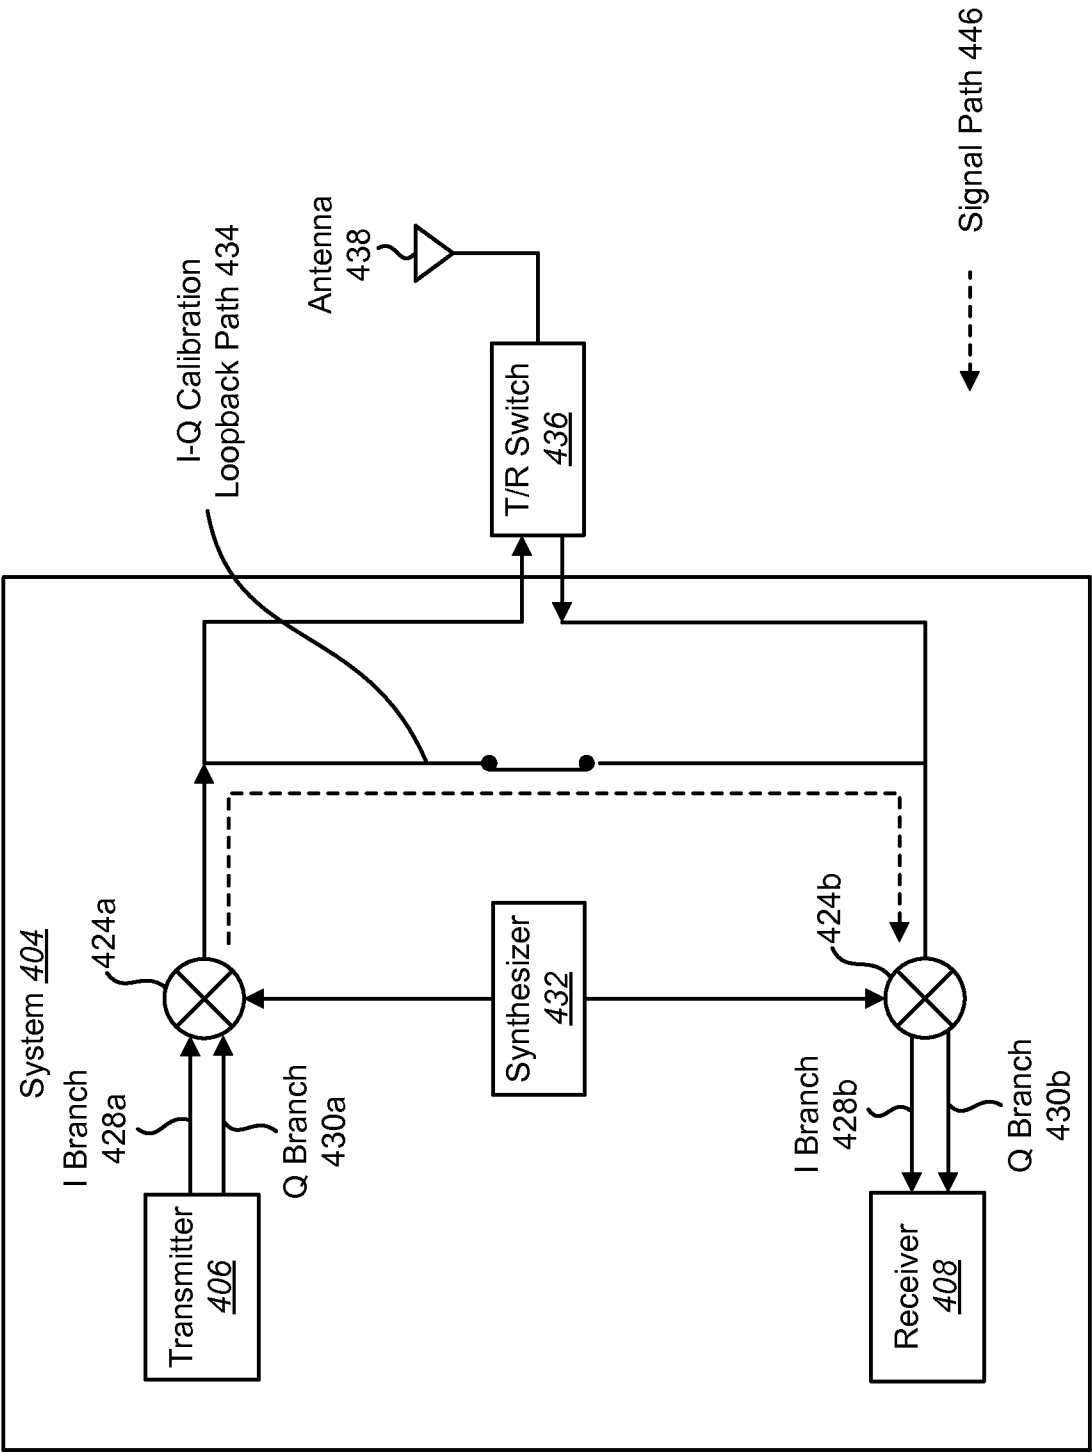 System 404
I Branch
428a
424a
Transmitter
406
Q Branch
430a
I-Q Calibration
Loopback Path 434
Antenna
438
Synthesizer
432
T/R Switch
436
I Branch
428b
424b
Receiver
408
Q Branch
430b
Signal Path 446